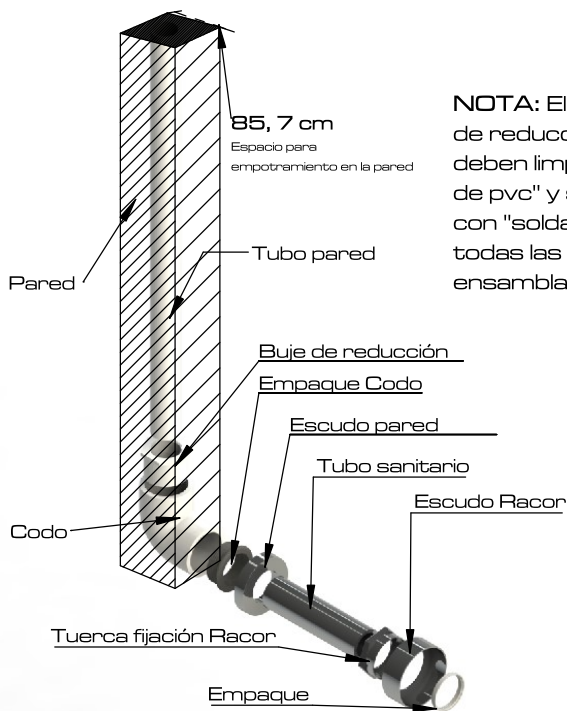 85, 7 cm
Espacio para
empotramiento en la pared
NOTA: El
de reducc
deben limp
de pvc" y s
con "solda
todas las
ensambla
Pared
Tubo pared
Buje de reducción
Empaque Codo
Escudo pared
Tubo sanitario
Escudo Racor
Codo
Tuerca fijación Racor
Empaque